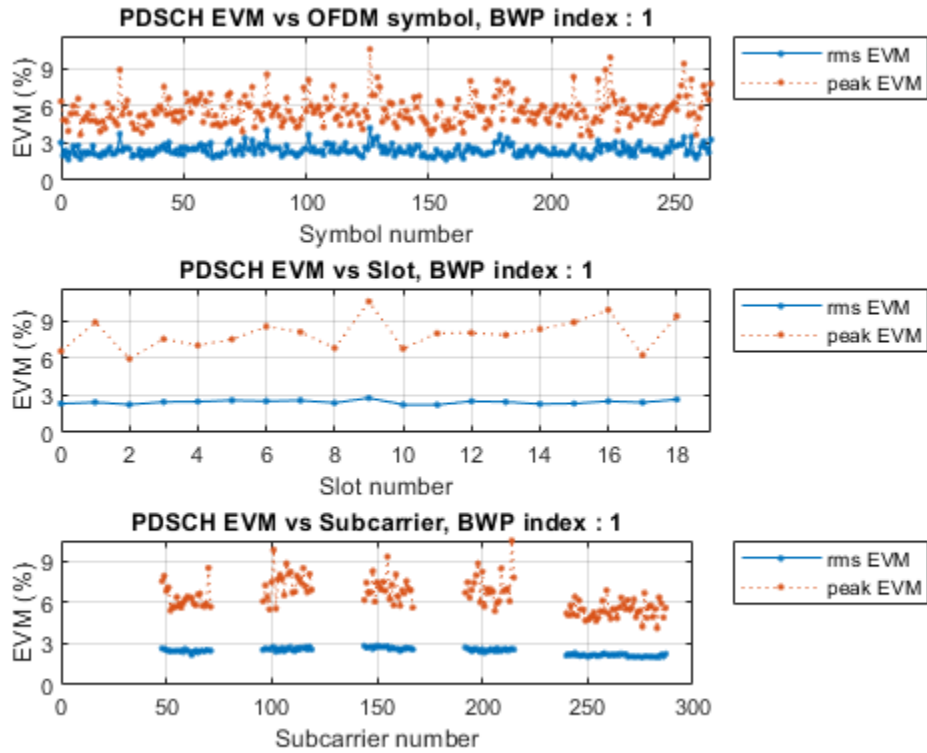 PDSCH EVM vs OFDM symbol, BWP index : 1
EVM (%)
9
6
3
0
0 50 100 150 200 250
Symbol number
rms EVM
peak EVM
PDSCH EVM vs Slot, BWP index : 1
EVM (%)
9
6
3
0
0 2 4 6 8 10 12 14 16 18
Slot number
rms EVM
peak EVM
PDSCH EVM vs Subcarrier, BWP index : 1
EVM (%)
9
6
3
0
0 50 100 150 200 250 300
Subcarrier number
rms EVM
peak EVM